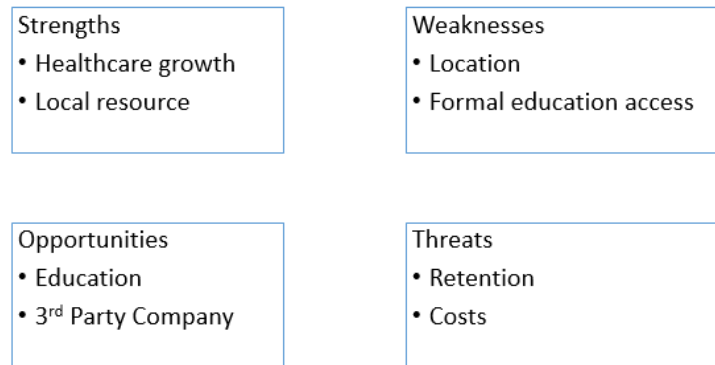 Strengths
• Healthcare growth
• Local resource
Weaknesses
• Location
• Formal education access
Opportunities
• Education
• 3rd Party Company
Threats
• Retention
• Costs